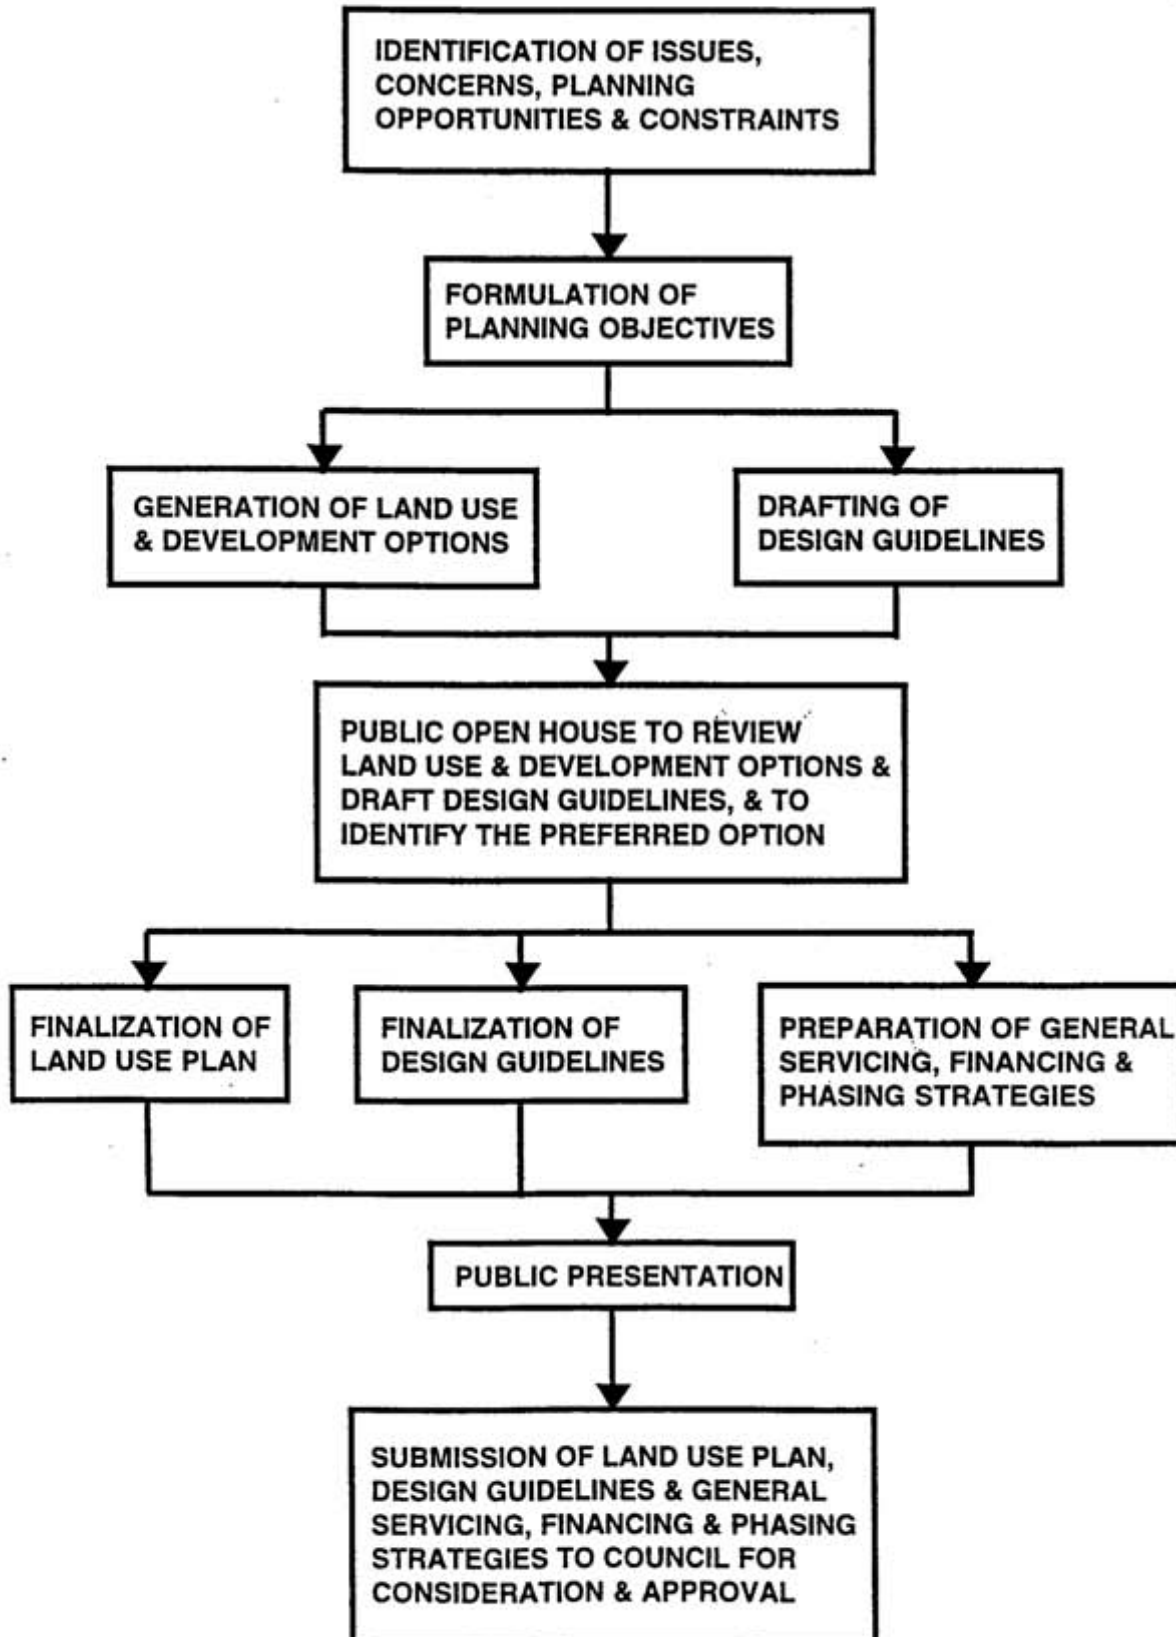 IDENTIFICATION OF ISSUES,
CONCERNS, PLANNING
OPPORTUNITIES & CONSTRAINTS
FORMULATION OF
PLANNING OBJECTIVES
GENERATION OF LAND USE
& DEVELOPMENT OPTIONS
DRAFTING OF
DESIGN GUIDELINES
PUBLIC OPEN HOUSE TO REVIEW
LAND USE & DEVELOPMENT OPTIONS &
DRAFT DESIGN GUIDELINES, & TO
IDENTIFY THE PREFERRED OPTION
FINALIZATION OF
LAND USE PLAN
FINALIZATION OF
DESIGN GUIDELINES
PREPARATION OF GENERAL
SERVICING, FINANCING &
PHASING STRATEGIES
PUBLIC PRESENTATION
SUBMISSION OF LAND USE PLAN,
DESIGN GUIDELINES & GENERAL
SERVICING, FINANCING & PHASING
STRATEGIES TO COUNCIL FOR
CONSIDERATION & APPROVAL